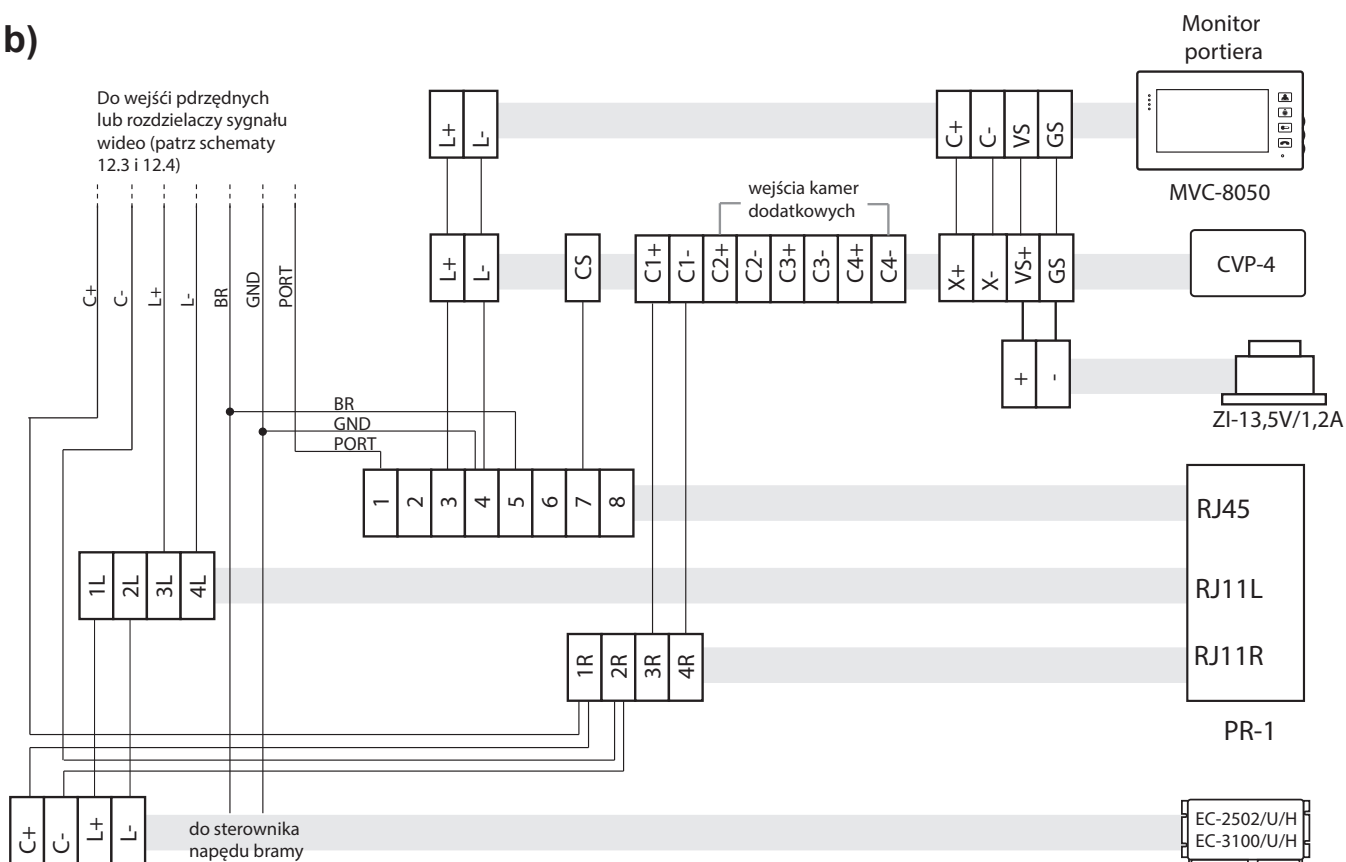 b)
Monitor
portiera
Do wejśći pdrzędnych
lub rozdzielaczy sygnału
wideo (patrz schematy
12.3 i 12.4)
L+
L-
C+
C-
VS
GS
MVC-8050
wejścia kamer
dodatkowych
L+
L-
CS
C1+
C1-
C2+
C2-
C3+
C3-
C4+
C4-
X+
X-
VS+
GS
CVP-4
C+
C-
L+
L-
BR
GND
PORT
+
-
ZI-13,5V/1,2A
BR
GND
PORT
1
2
3
4
5
6
7
8
RJ45
1L
2L
3L
4L
RJ11L
1R
2R
3R
4R
RJ11R
PR-1
C+
C-
L+
L-
do sterownika
napędu bramy
EC-2502/U/H
EC-3100/U/H